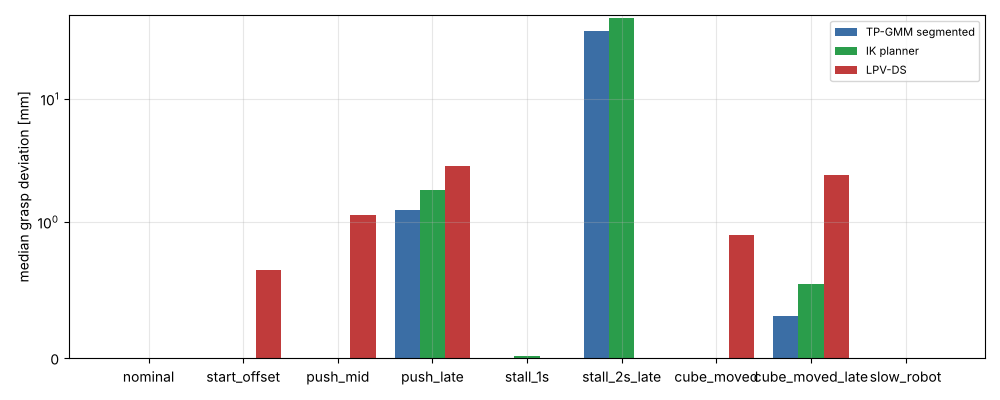 median grasp deviation [mm]
10¹
10⁰
0
TP-GMM segmented
IK planner
LPV-DS
nominal
start_offset
push_mid
push_late
stall_1s
stall_2s_late
cube_moved
cube_moved_late
slow_robot